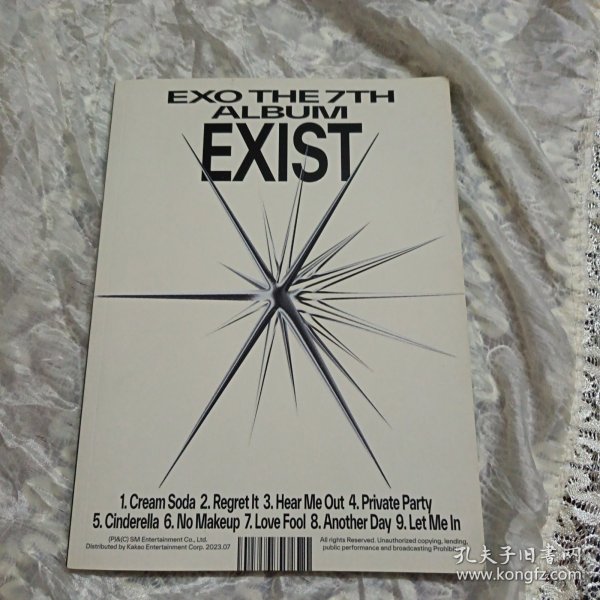 EXO THE 7TH
ALBUM
EXIST
1. Cream Soda 2. Regret It 3. Hear Me Out 4. Private Party
5. Cinderella 6. No Makeup 7. Love Fool 8. Another Day 9. Let Me In
(P)&(C) SM Entertainment Co., Ltd.
Distributed by Kakao Entertainment Corp. 2023.07
All rights Reserved. Unauthorized copying, lending,
public performance and broadcasting Prohibited
孔夫子旧书网
www.kongfz.com